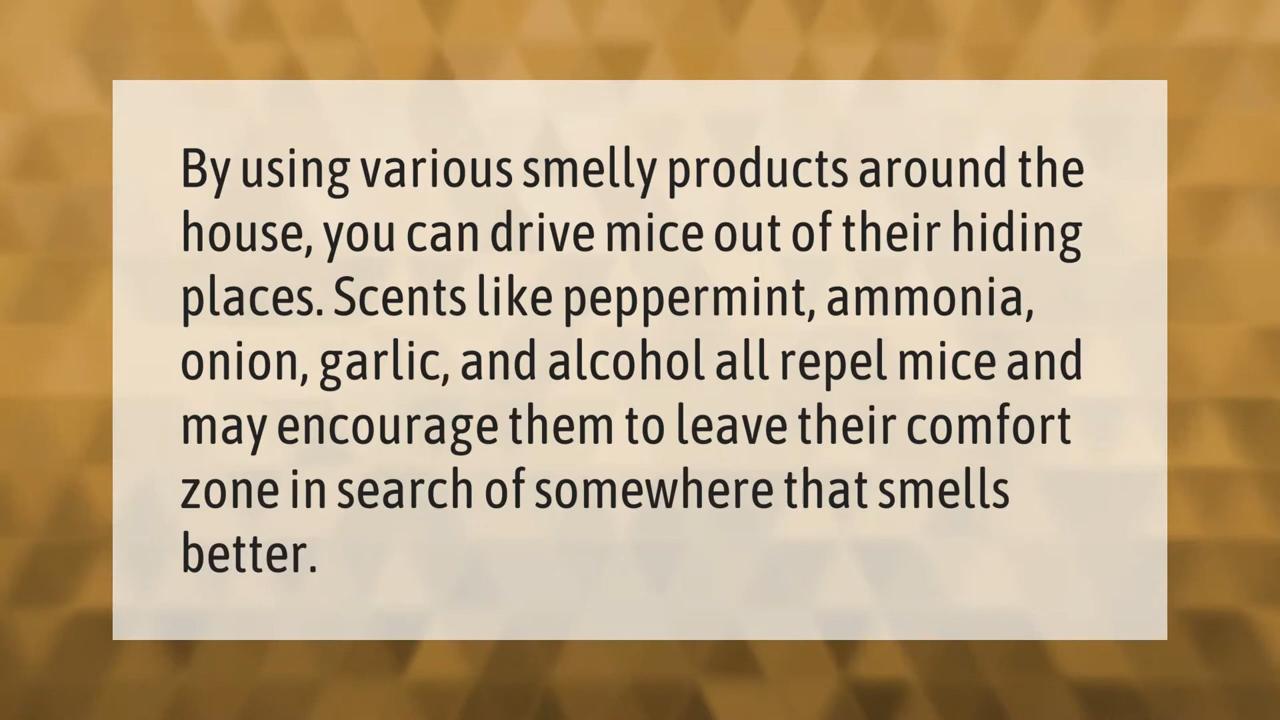 By using various smelly products around the
house, you can drive mice out of their hiding
places. Scents like peppermint, ammonia,
onion, garlic, and alcohol all repel mice and
may encourage them to leave their comfort
zone in search of somewhere that smells
better.